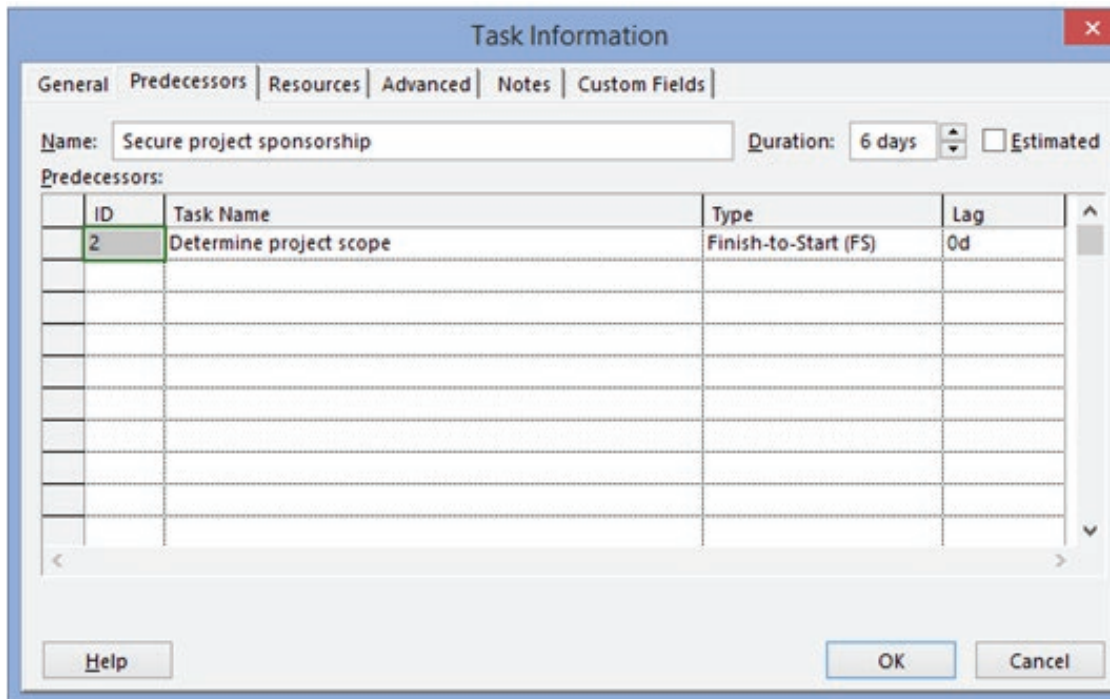 Task Information
General Predecessors Resources Advanced Notes Custom Fields
Name: Secure project sponsorship Duration: 6 days Estimated
Predecessors:
ID Task Name Type Lag
2 Determine project scope Finish-to-Start (FS) 0d
Help OK Cancel